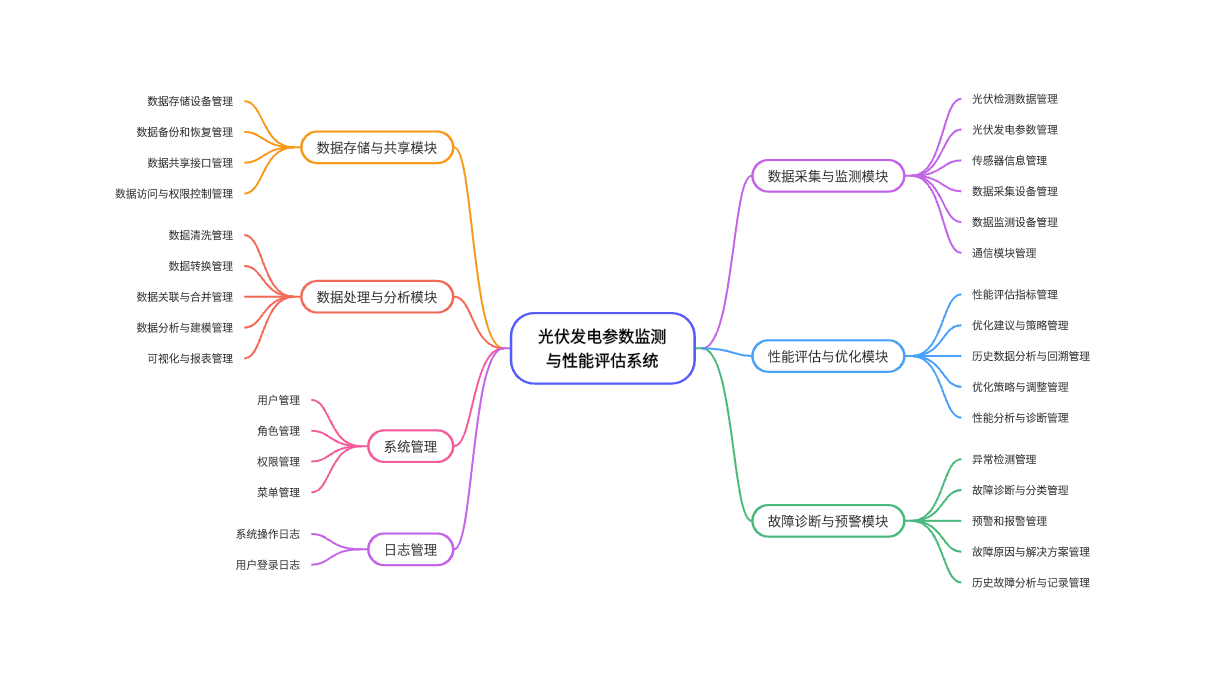 光伏发电参数监测
与性能评估系统
数据采集与监测模块
光伏检测数据管理
光伏发电参数管理
传感器信息管理
数据采集设备管理
数据监测设备管理
通信模块管理
性能评估与优化模块
性能评估指标管理
优化建议与策略管理
历史数据分析与回溯管理
优化策略与调整管理
性能分析与诊断管理
故障诊断与预警模块
异常检测管理
故障诊断与分类管理
预警和报警管理
故障原因与解决方案管理
历史故障分析与记录管理
数据存储与共享模块
数据存储设备管理
数据备份和恢复管理
数据共享接口管理
数据访问与权限控制管理
数据处理与分析模块
数据清洗管理
数据转换管理
数据关联与合并管理
数据分析与建模管理
可视化与报表管理
系统管理
用户管理
角色管理
权限管理
菜单管理
日志管理
系统操作日志
用户登录日志